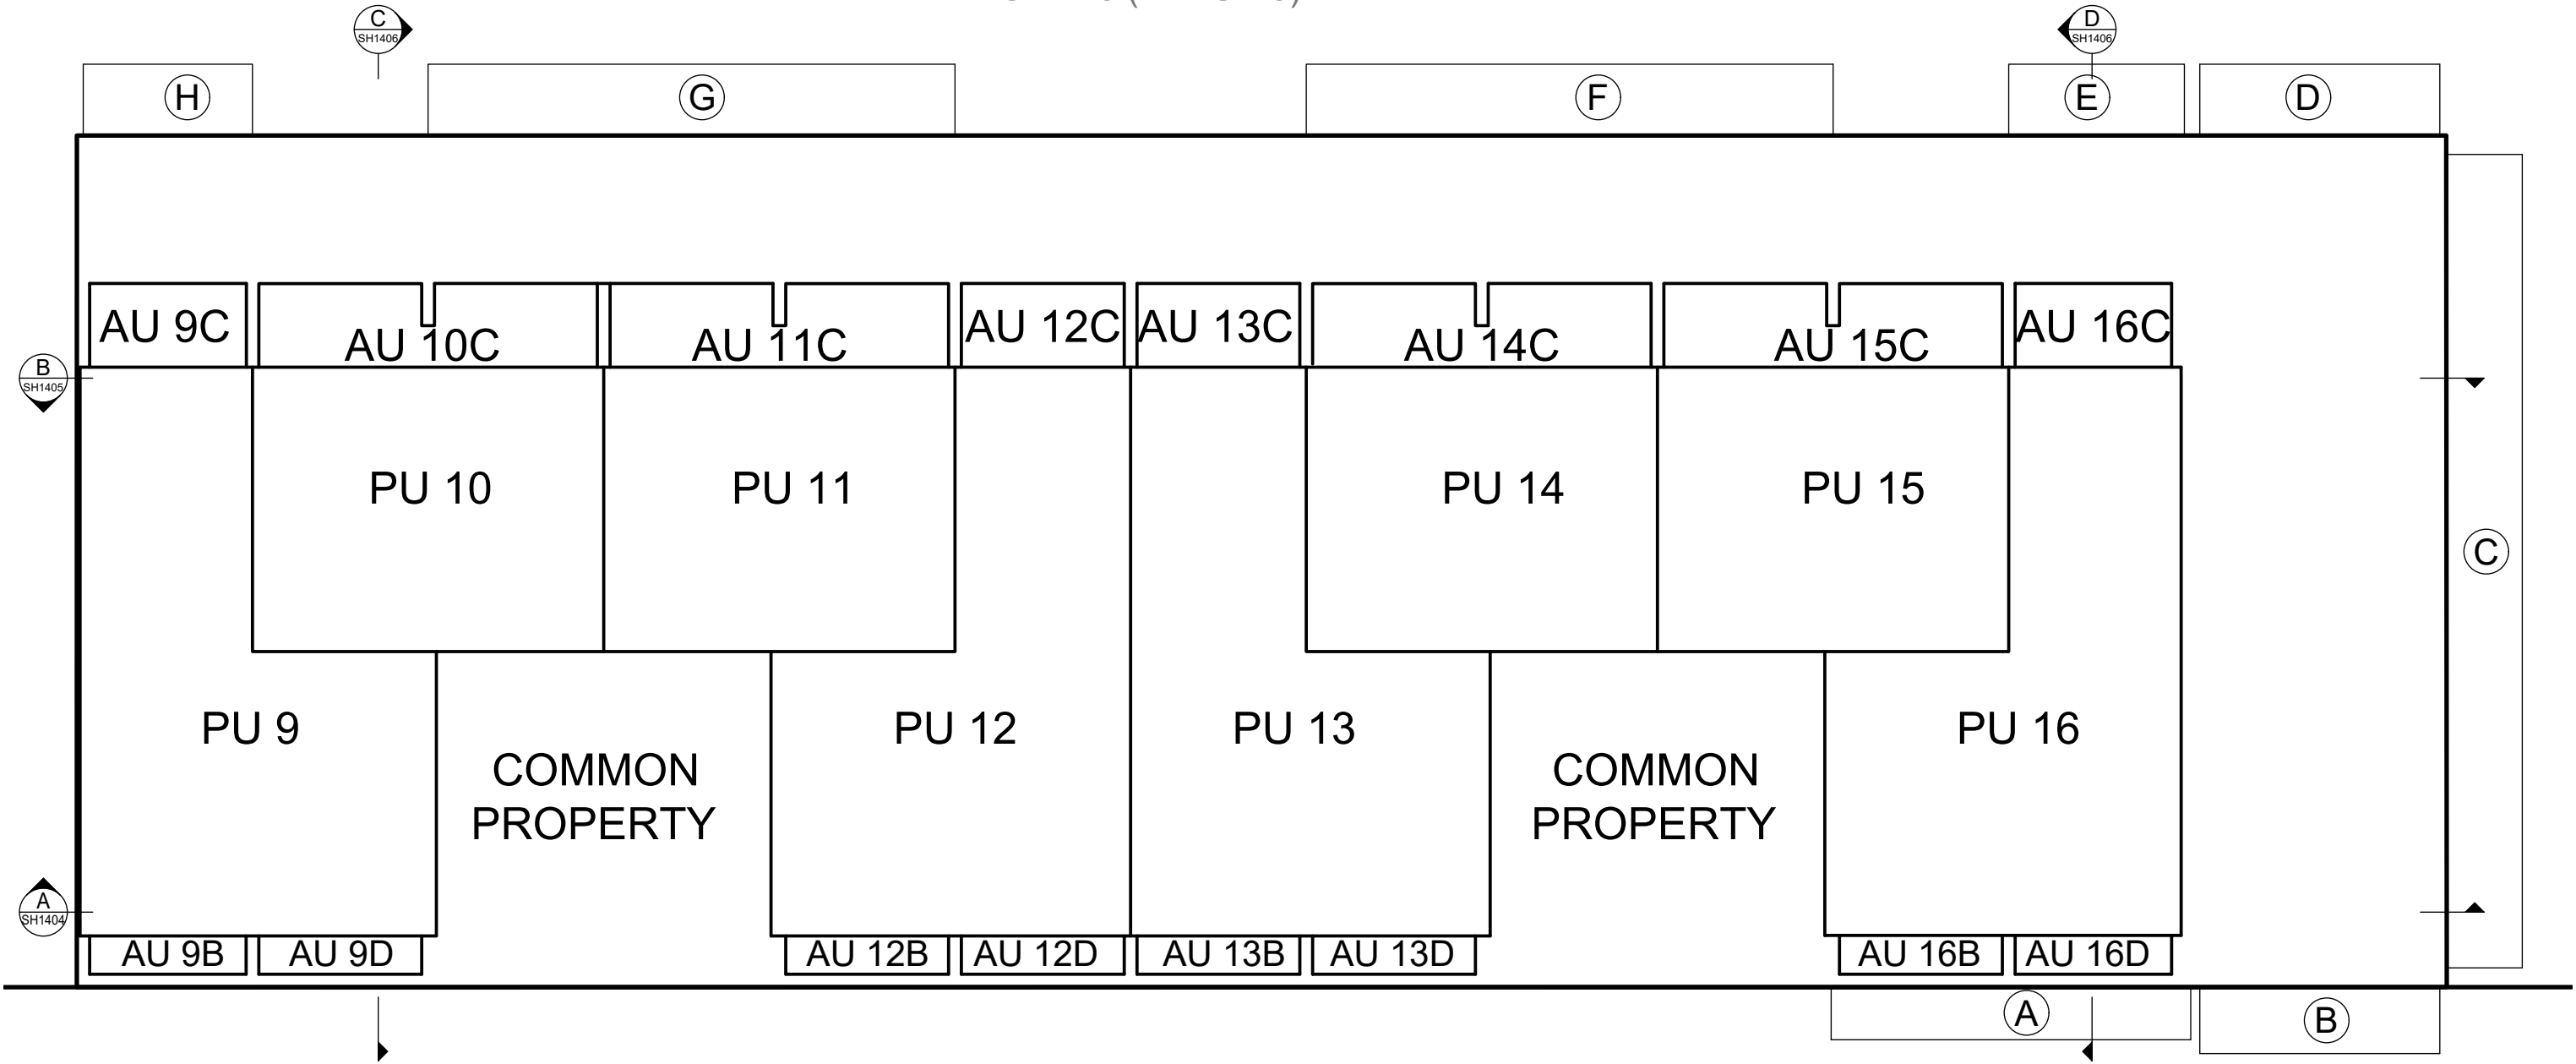 C
SH1406
D
SH1406
H
G
F
E
D
AU 9C
AU 10C
AU 11C
AU 12C
AU 13C
AU 14C
AU 15C
AU 16C
B
SH1405
PU 10
PU 11
PU 14
PU 15
C
PU 9
PU 12
PU 13
PU 16
COMMON
PROPERTY
COMMON
PROPERTY
A
SH1404
AU 9B
AU 9D
AU 12B
AU 12D
AU 13B
AU 13D
AU 16B
AU 16D
A
B